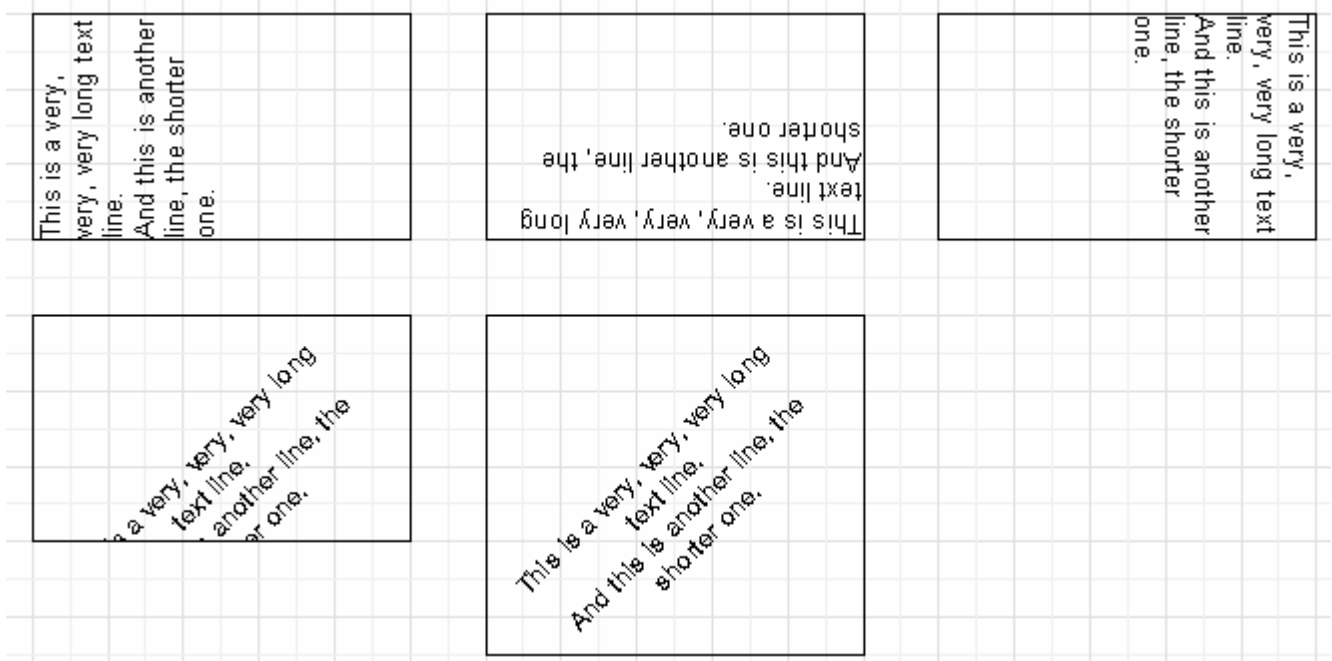 This is a very,
very, very long text
line.
And this is another
line, the shorter
one.
This is a very, very, very long
text line.
And this is another line, the
shorter one.
This is a very,
very, very long text
line.
And this is another
line, the shorter
one.
a very, very, very long
text line.
another line, the
one.
This is a very, very, very long
text line.
And this is another line, the
shorter one.